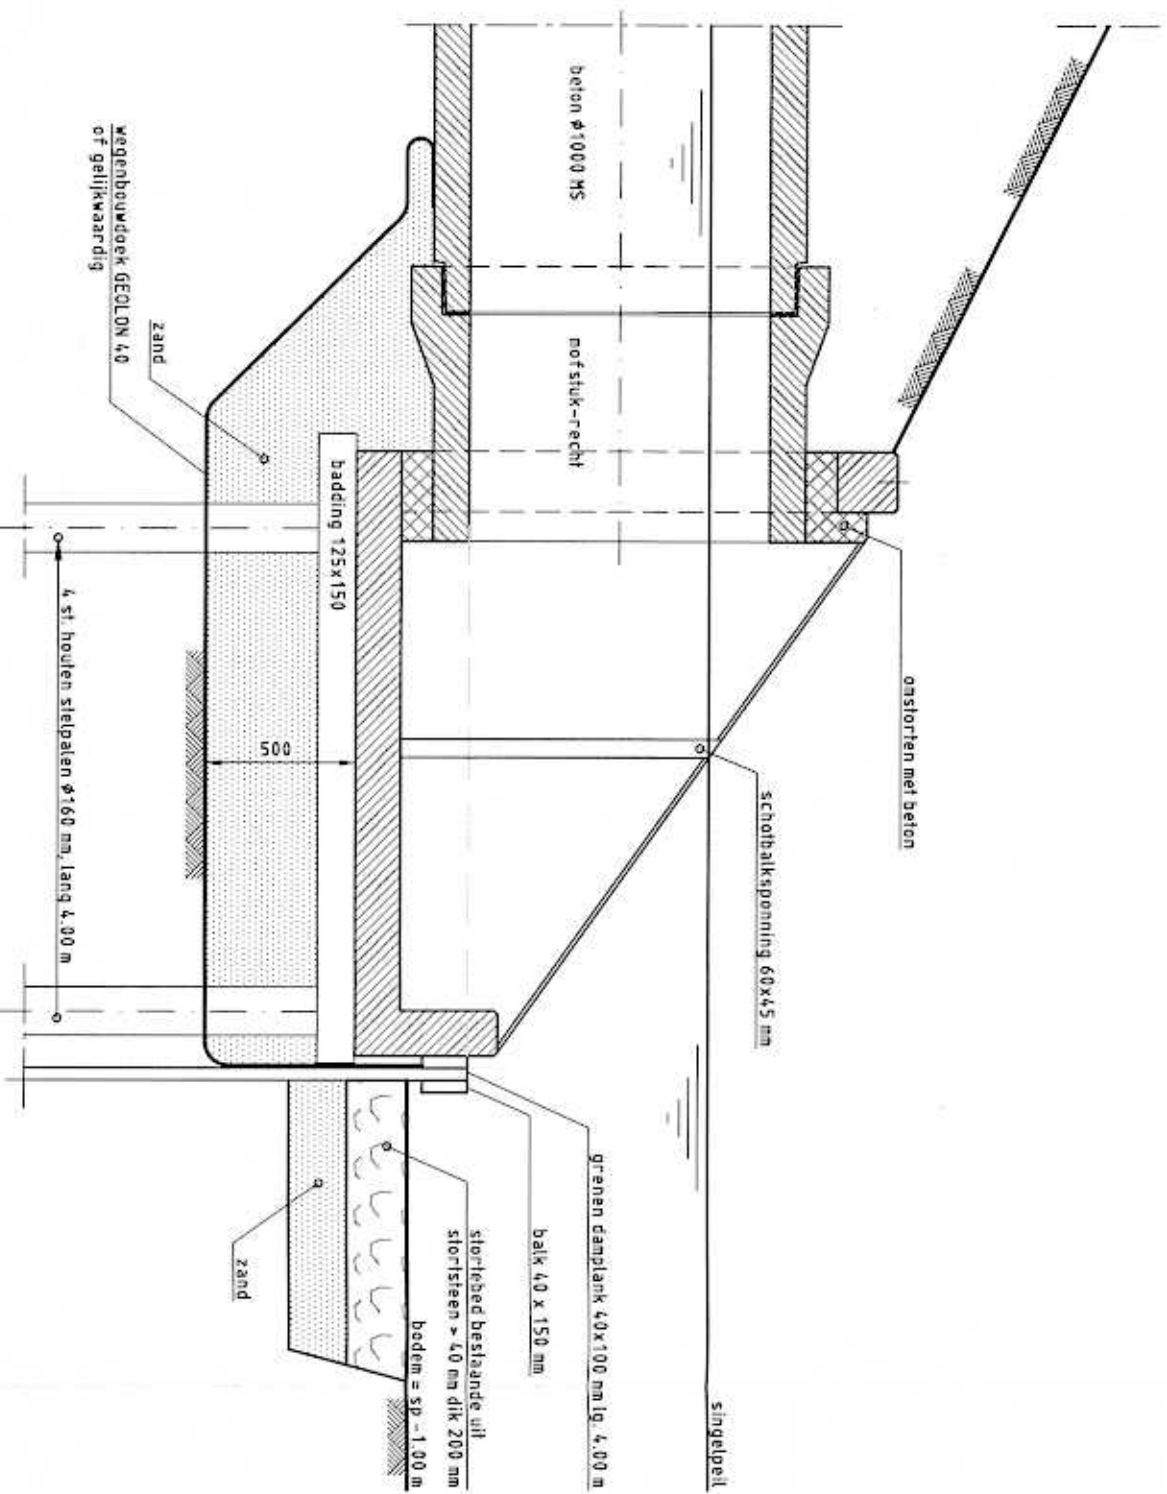 omstorten met beton
schotbalksponning 60x45 mm
singelpeil
beton ø1000 MS
mofstuk-recht
grenen damplank 40x100 mm lg. 4.00 m
balk 40 x 150 mm
stortebed bestaande uit
stortsteen > 40 mm dik 200 mm
bodem = sp -1.00 m
badding 125x150
500
zand
zand
wegenbouwdoek GEOLON 40
of gelijkwaardig
4 st. houten stelpalen ø160 mm, lang 4.00 m